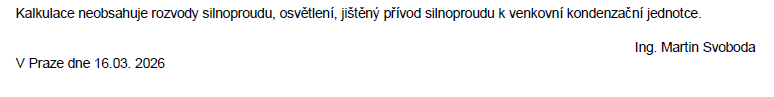 Kalkulace neobsahuje rozvody silnoproudu, osvětlení, jištěný přívod silnoproudu k venkovní kondenzační jednotce.
Ing. Martin Svoboda
V Praze dne 16.03. 2026